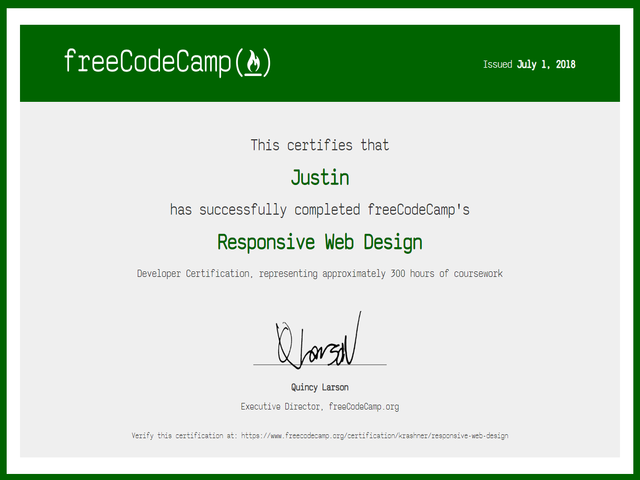 freeCodeCamp(🔥)
Issued July 1, 2018
This certifies that
Justin
has successfully completed freeCodeCamp's
Responsive Web Design
Developer Certification, representing approximately 300 hours of coursework
QLarson
Quincy Larson
Executive Director, freeCodeCamp.org
Verify this certification at: https://www.freecodecamp.org/certification/krashner/responsive-web-design